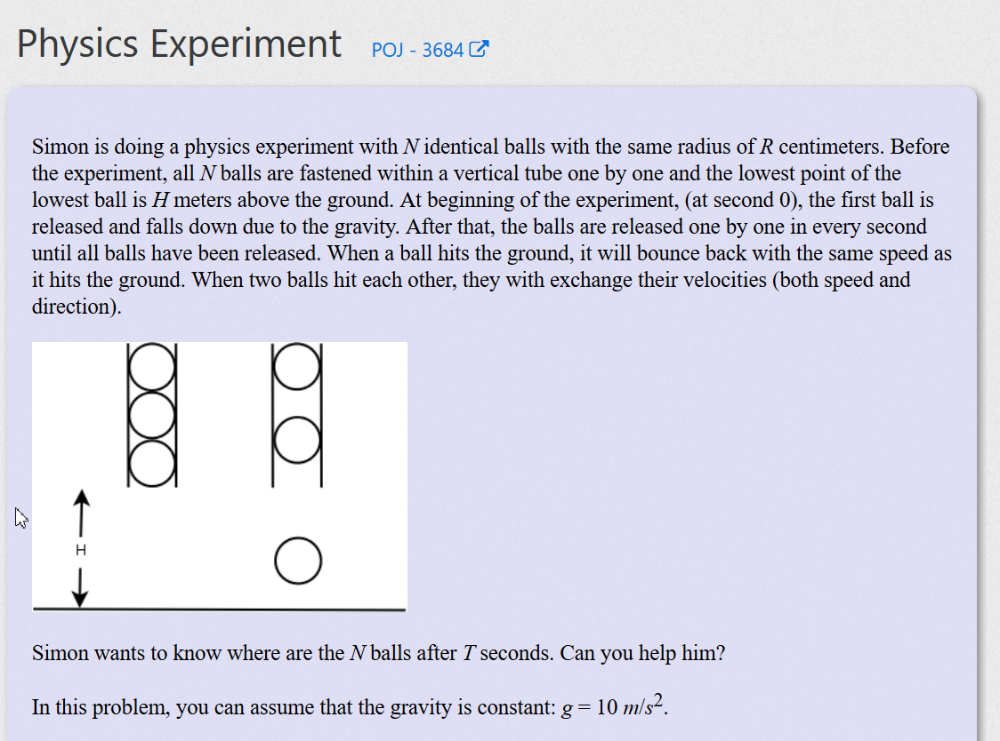 Physics Experiment POJ - 3684
Simon is doing a physics experiment with N identical balls with the same radius of R centimeters. Before
the experiment, all N balls are fastened within a vertical tube one by one and the lowest point of the
lowest ball is H meters above the ground. At beginning of the experiment, (at second 0), the first ball is
released and falls down due to the gravity. After that, the balls are released one by one in every second
until all balls have been released. When a ball hits the ground, it will bounce back with the same speed as
it hits the ground. When two balls hit each other, they with exchange their velocities (both speed and
direction).
H
Simon wants to know where are the N balls after T seconds. Can you help him?
In this problem, you can assume that the gravity is constant: g = 10 m/s².